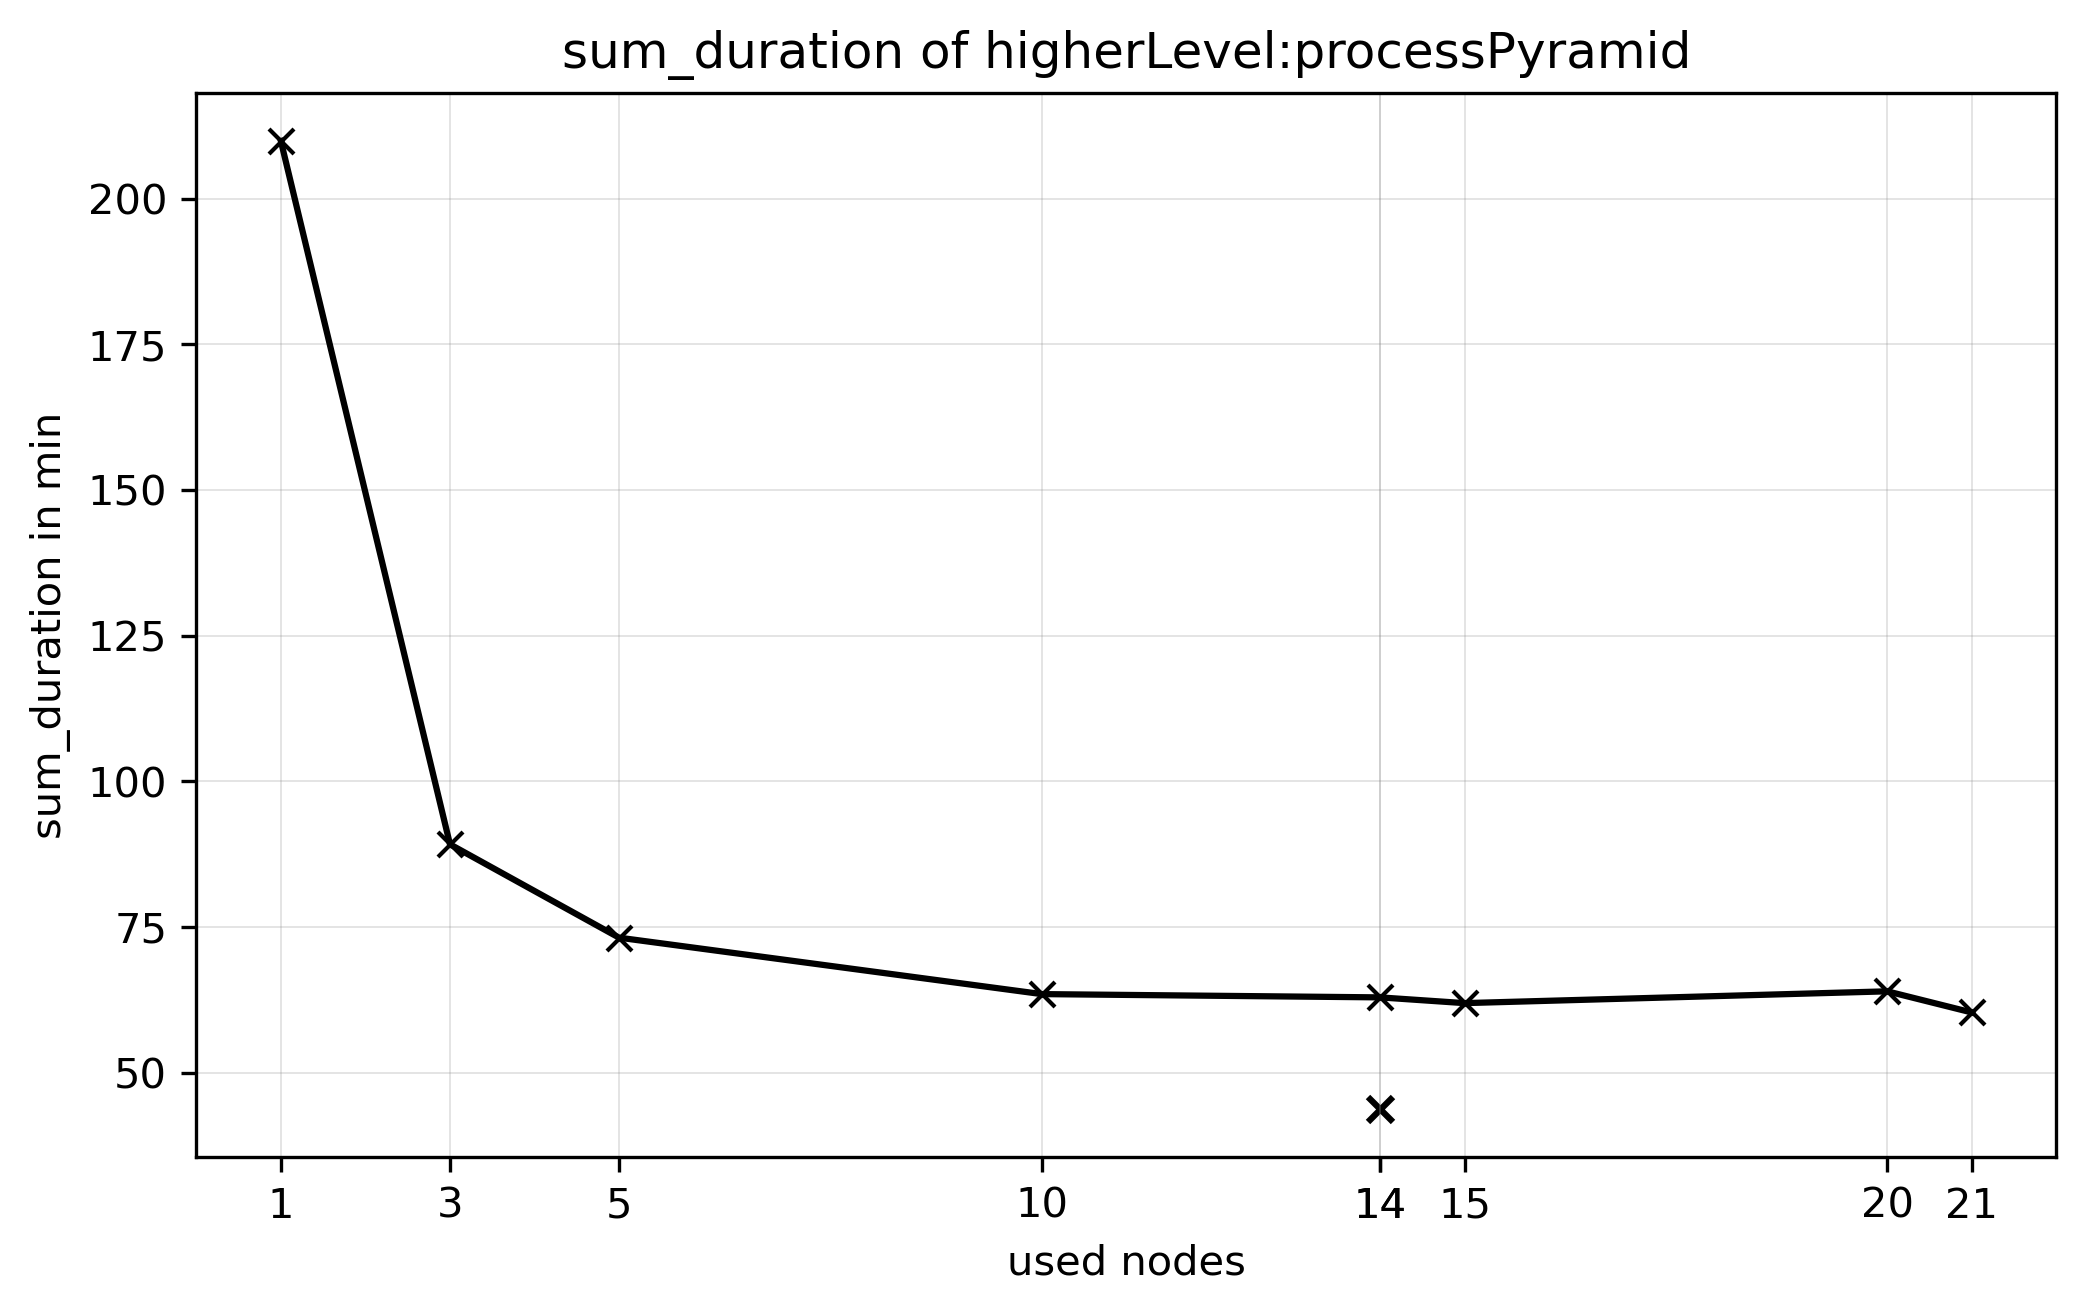 sum_duration of higherLevel:processPyramid
sum_duration in min
200
175
150
125
100
75
50
1 3 5 10 14 15 20 21
used nodes